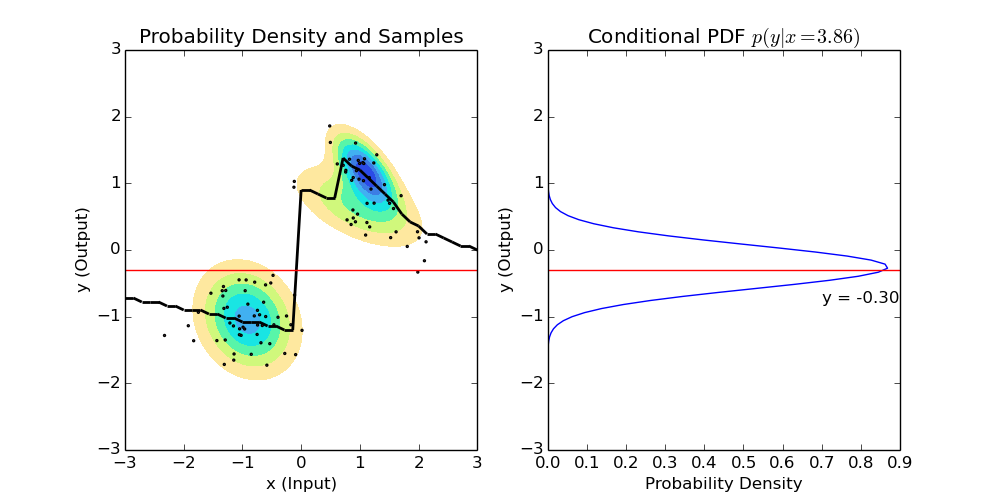 Probability Density and Samples
3
2
1
0
−1
−2
−3
y (Output)
−3 −2 −1 0 1 2 3
x (Input)
Conditional PDF p(y|x=3.86)
3
2
1
0
−1
−2
−3
y (Output)
y = -0.30
0.0 0.1 0.2 0.3 0.4 0.5 0.6 0.7 0.8 0.9
Probability Density